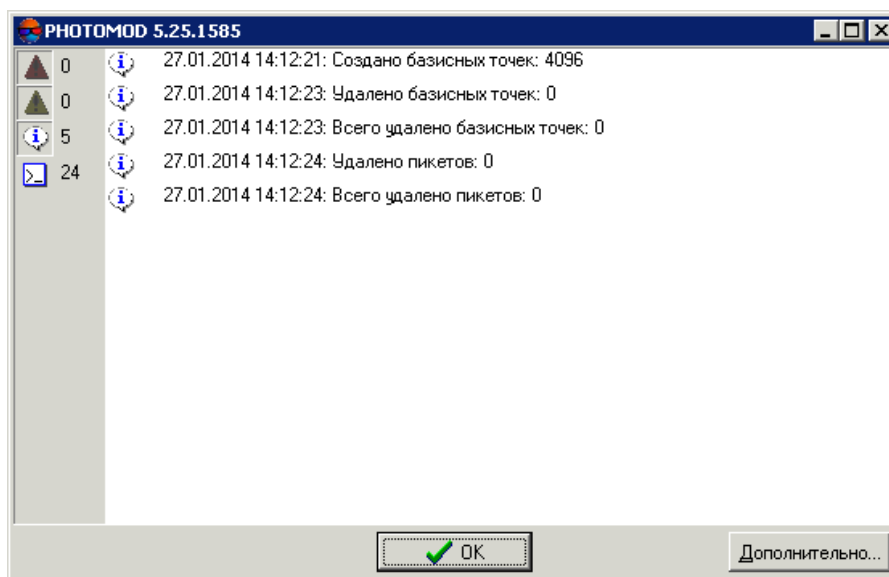 PHOTOMOD 5.25.1585
0
27.01.2014 14:12:21: Создано базисных точек: 4096
0
27.01.2014 14:12:23: Удалено базисных точек: 0
5
27.01.2014 14:12:23: Всего удалено базисных точек: 0
24
27.01.2014 14:12:24: Удалено пикетов: 0
27.01.2014 14:12:24: Всего удалено пикетов: 0
OK
Дополнительно...